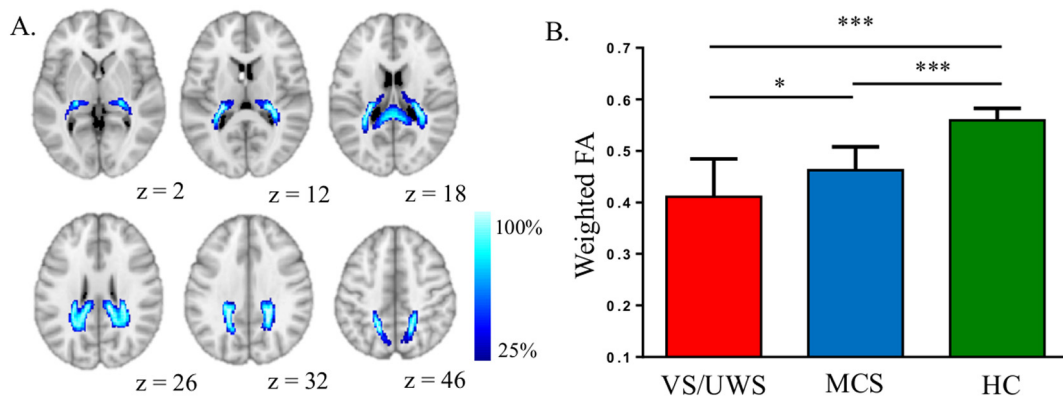 A.
z = 2
z = 12
z = 18
100%
25%
z = 26
z = 32
z = 46
B.
***
*
***
Weighted FA
0.7
0.6
0.5
0.4
0.3
0.2
0.1
VS/UWS
MCS
HC